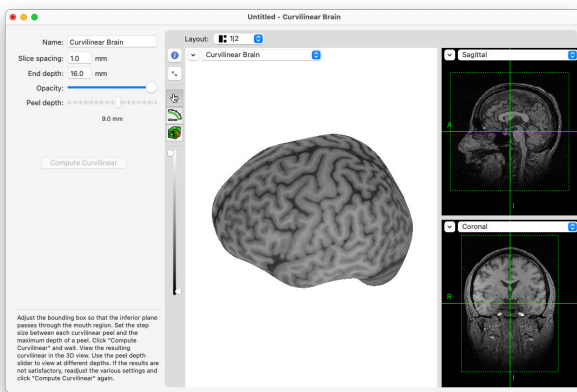 Untitled - Curvilinear Brain
Name: Curvilinear Brain
Slice spacing: 1.0 mm
End depth: 16.0 mm
Opacity:
Peel depth:
9.0 mm
Compute Curvilinear
Adjust the bounding box so that the inferior plane
passes through the mouth region. Set the step
size between each curvilinear peel and the
maximum depth of a peel. Click "Compute
Curvilinear" and wait. View the resulting
curvilinear in the 3D view. Use the peel depth
slider to view at different depths. If the results are
not satisfactory, readjust the various settings and
click "Compute Curvilinear" again.
Layout: 1|2
Curvilinear Brain
Sagittal
A
I
Coronal
R
I